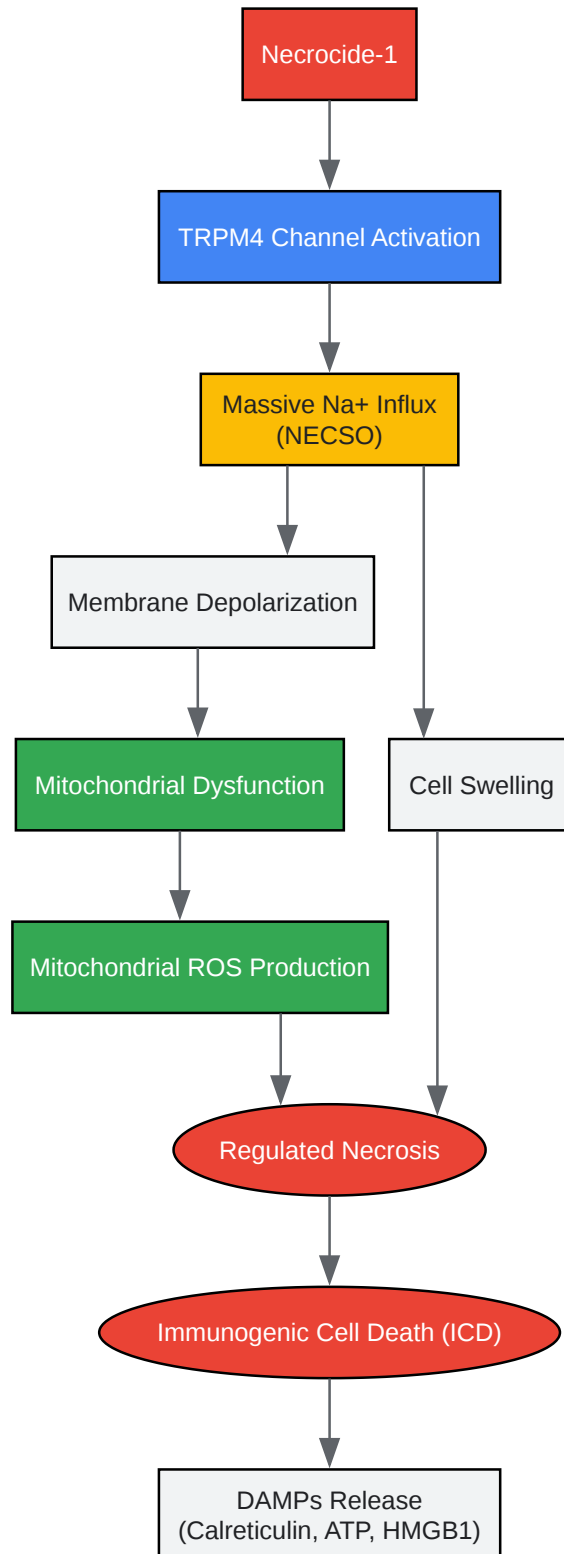 Necrocide-1
TRPM4 Channel Activation
Massive Na+ Influx
(NECSO)
Membrane Depolarization
Mitochondrial Dysfunction
Cell Swelling
Mitochondrial ROS Production
Regulated Necrosis
Immunogenic Cell Death (ICD)
DAMPs Release
(Calreticulin, ATP, HMGB1)